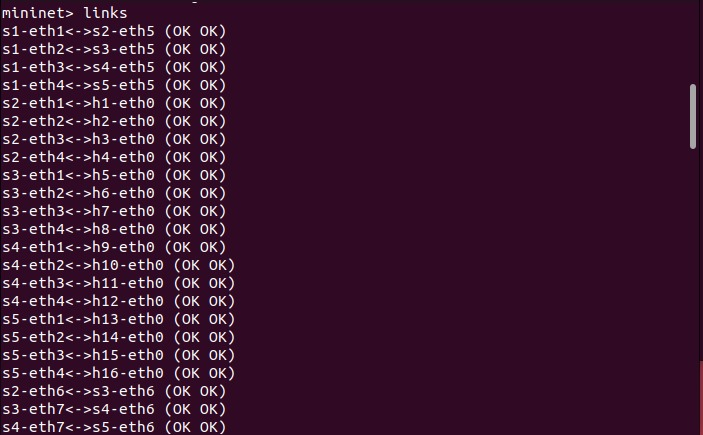 mininet> links
s1-eth1<->s2-eth5 (OK OK)
s1-eth2<->s3-eth5 (OK OK)
s1-eth3<->s4-eth5 (OK OK)
s1-eth4<->s5-eth5 (OK OK)
s2-eth1<->h1-eth0 (OK OK)
s2-eth2<->h2-eth0 (OK OK)
s2-eth3<->h3-eth0 (OK OK)
s2-eth4<->h4-eth0 (OK OK)
s3-eth1<->h5-eth0 (OK OK)
s3-eth2<->h6-eth0 (OK OK)
s3-eth3<->h7-eth0 (OK OK)
s3-eth4<->h8-eth0 (OK OK)
s4-eth1<->h9-eth0 (OK OK)
s4-eth2<->h10-eth0 (OK OK)
s4-eth3<->h11-eth0 (OK OK)
s4-eth4<->h12-eth0 (OK OK)
s5-eth1<->h13-eth0 (OK OK)
s5-eth2<->h14-eth0 (OK OK)
s5-eth3<->h15-eth0 (OK OK)
s5-eth4<->h16-eth0 (OK OK)
s2-eth6<->s3-eth6 (OK OK)
s3-eth7<->s4-eth6 (OK OK)
s4-eth7<->s5-eth6 (OK OK)